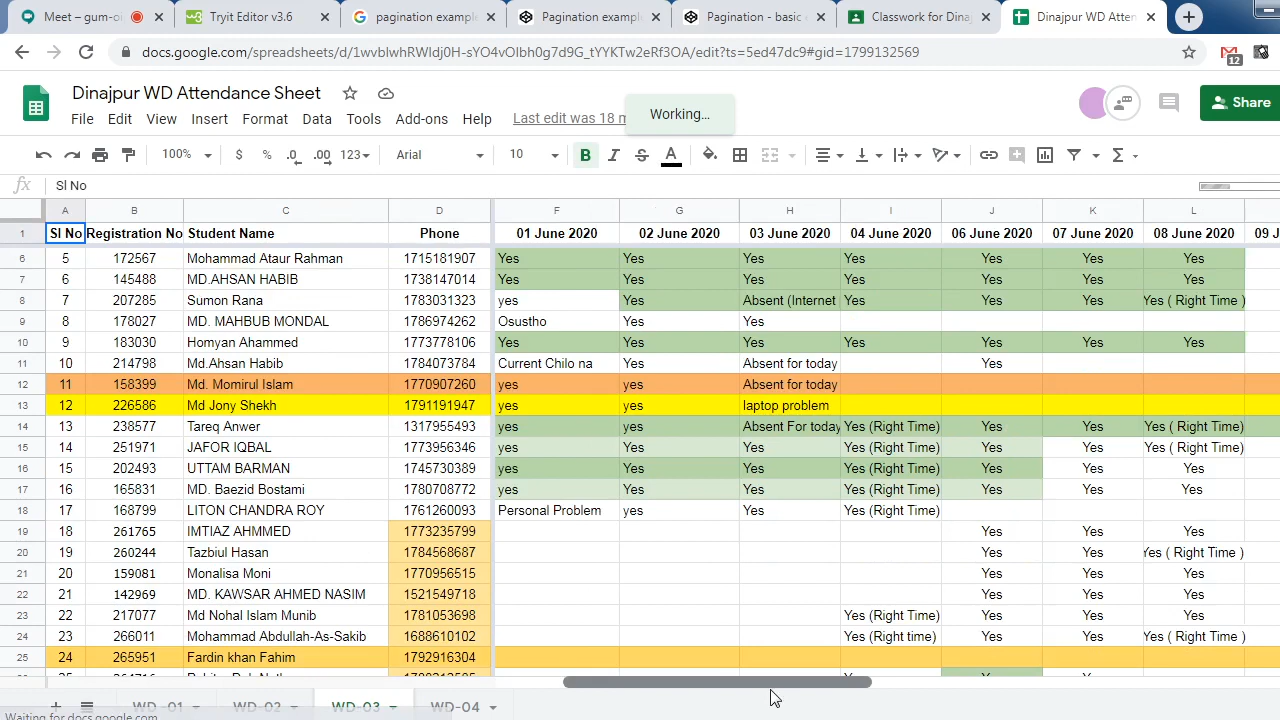 Meet – gum-oi
Tryit Editor v3.6
pagination example
Pagination example
Pagination - basic
Classwork for Dinaj
Dinajpur WD Atten
docs.google.com/spreadsheets/d/1wvblwhRWldj0H-sYO4vOlbh0g7d9G_tYYKTw2eRf3OA/edit?ts=5ed47dc9#gid=1799132569
12
Dinajpur WD Attendance Sheet
Working...
Share
File Edit View Insert Format Data Tools Add-ons Help Last edit was 18 m
100% $ % .0 .00 123 Arial 10 B I S A
fx Sl No
A B C D F G H I J K L
1 Sl No Registration No Student Name Phone 01 June 2020 02 June 2020 03 June 2020 04 June 2020 06 June 2020 07 June 2020 08 June 2020 09 J
6 5 172567 Mohammad Ataur Rahman 1715181907 Yes Yes Yes Yes Yes Yes Yes
7 6 145488 MD.AHSAN HABIB 1738147014 Yes Yes Yes Yes Yes Yes Yes
8 7 207285 Sumon Rana 1783031323 yes Yes Absent (Internet Yes Yes Yes Yes ( Right Time )
9 8 178027 MD. MAHBUB MONDAL 1786974262 Osustho Yes Yes
10 9 183030 Homyan Ahammed 1773778106 Yes Yes Yes Yes Yes Yes Yes
11 10 214798 Md.Ahsan Habib 1784073784 Current Chilo na Yes Absent for today Yes
12 11 158399 Md. Momirul Islam 1770907260 yes yes Absent for today
13 12 226586 Md Jony Shekh 1791191947 yes yes laptop problem
14 13 238577 Tareq Anwer 1317955493 yes yes Absent For today Yes (Right Time) Yes Yes Yes ( Right Time )
15 14 251971 JAFOR IQBAL 1773956346 yes Yes Yes Yes (Right Time) Yes Yes Yes ( Right Time)
16 15 202493 UTTAM BARMAN 1745730389 yes Yes Yes Yes (Right Time) Yes Yes Yes
17 16 165831 MD. Baezid Bostami 1780708772 yes Yes Yes Yes (Right Time) Yes Yes Yes
18 17 168799 LITON CHANDRA ROY 1761260093 Personal Problem yes Yes Yes (Right Time)
19 18 261765 IMTIAZ AHMMED 1773235799 Yes Yes Yes
20 19 260244 Tazbiul Hasan 1784568687 Yes Yes Yes ( Right Time )
21 20 159081 Monalisa Moni 1770956515 Yes Yes Yes
22 21 142969 MD. KAWSAR AHMED NASIM 1521549718 Yes Yes Yes
23 22 217077 Md Nohal Islam Munib 1781053698 Yes (Right Time) Yes Yes Yes
24 23 266011 Mohammad Abdullah-As-Sakib 1688610102 Yes (Right time) Yes Yes Yes ( Right Time )
25 24 265951 Fardin khan Fahim 1792916304
WD -01 WD-02 WD-03 WD-04
Waiting for docs.google.com